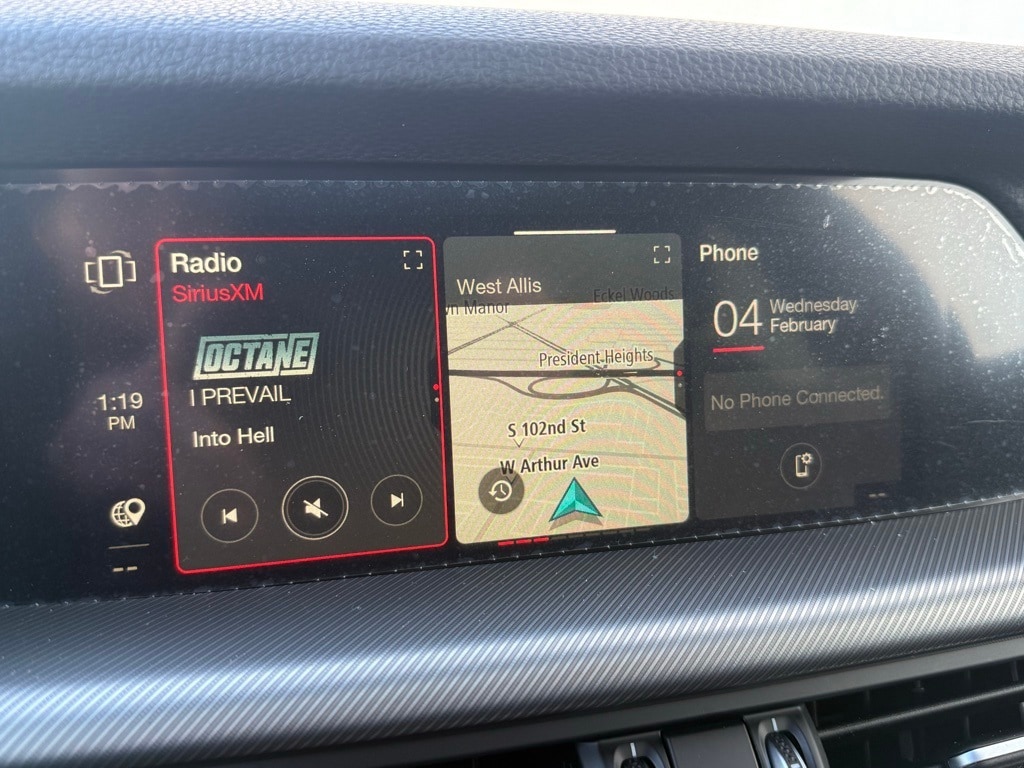 Radio
SiriusXM
OCTANE
I PREVAIL
Into Hell
1:19
PM
--
West Allis
n Manor
Eckel Woods
President Heights
S 102nd St
W Arthur Ave
Phone
04
Wednesday
February
No Phone Connected.
--